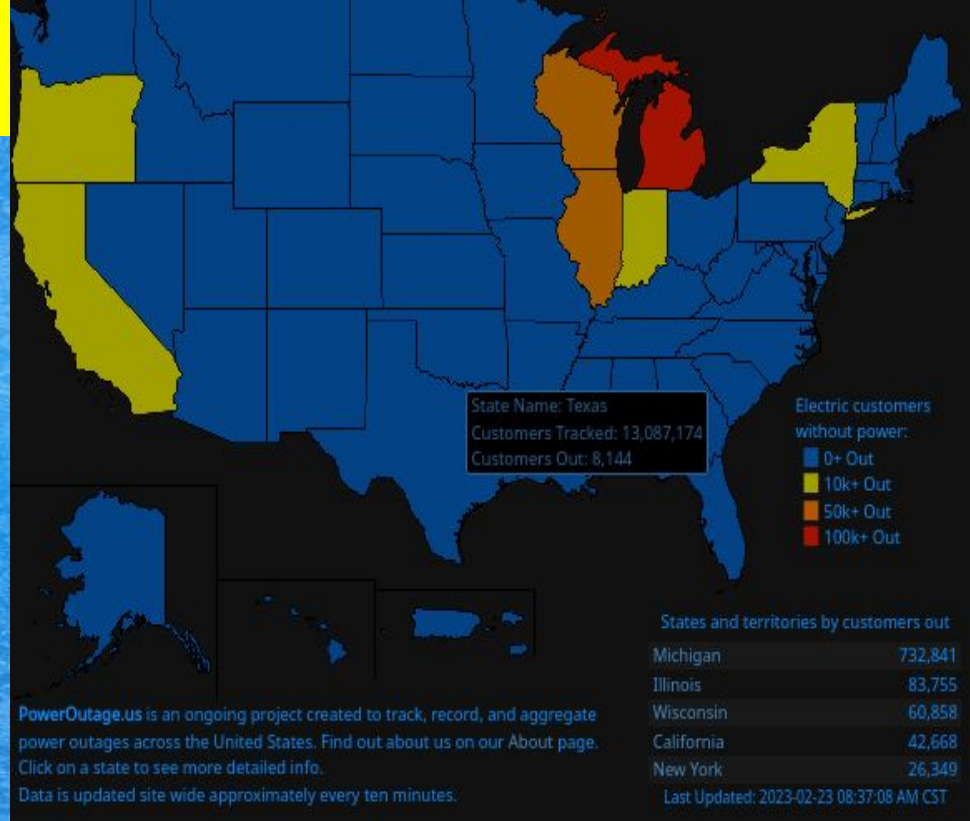 State Name: Texas
Customers Tracked: 13,087,174
Customers Out: 8,144
Electric customers
without power:
0+ Out
10k+ Out
50k+ Out
100k+ Out
States and territories by customers out
Michigan 732,841
Illinois 83,755
Wisconsin 60,858
California 42,668
New York 26,349
Last Updated: 2023-02-23 08:37:08 AM CST
PowerOutage.us is an ongoing project created to track, record, and aggregate
power outages across the United States. Find out about us on our About page.
Click on a state to see more detailed info.
Data is updated site wide approximately every ten minutes.